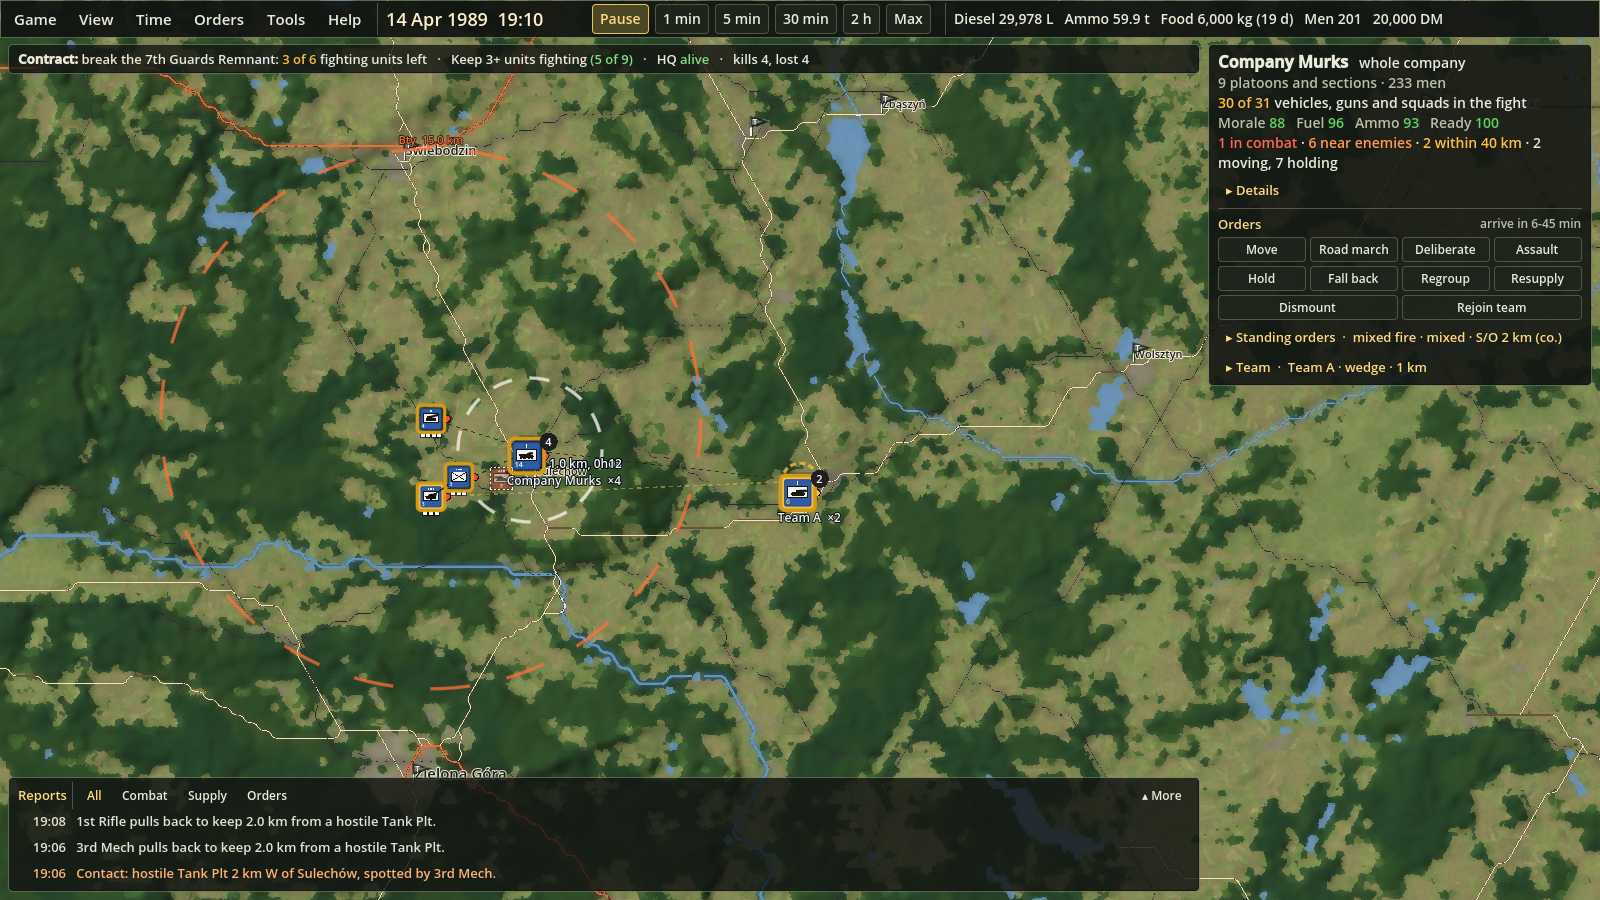 Game View Time Orders Tools Help 14 Apr 1989 19:10 Pause 1 min 5 min 30 min 2 h Max Diesel 29,978 L Ammo 59.9 t Food 6,000 kg (19 d) Men 201 20,000 DM
Contract: break the 7th Guards Remnant: 3 of 6 fighting units left · Keep 3+ units fighting (5 of 9) · HQ alive · kills 4, lost 4
Company Murks whole company
9 platoons and sections · 233 men
30 of 31 vehicles, guns and squads in the fight
Morale 88 Fuel 96 Ammo 93 Ready 100
1 in combat · 6 near enemies · 2 within 40 km · 2
moving, 7 holding
▸ Details
Orders arrive in 6-45 min
Move Road march Deliberate Assault
Hold Fall back Regroup Resupply
Dismount Rejoin team
▸ Standing orders · mixed fire · mixed · S/O 2 km (co.)
▸ Team · Team A · wedge · 1 km
Zbaszyn
Bty 15.0 km
Świebodzin
Wolsztyn
4
14
1.0 km, 0h12
Company Murks ×4
2
Team A ×2
Zielona Góra
Reports All Combat Supply Orders ▴ More
19:08 1st Rifle pulls back to keep 2.0 km from a hostile Tank Plt.
19:06 3rd Mech pulls back to keep 2.0 km from a hostile Tank Plt.
19:06 Contact: hostile Tank Plt 2 km W of Sulechów, spotted by 3rd Mech.